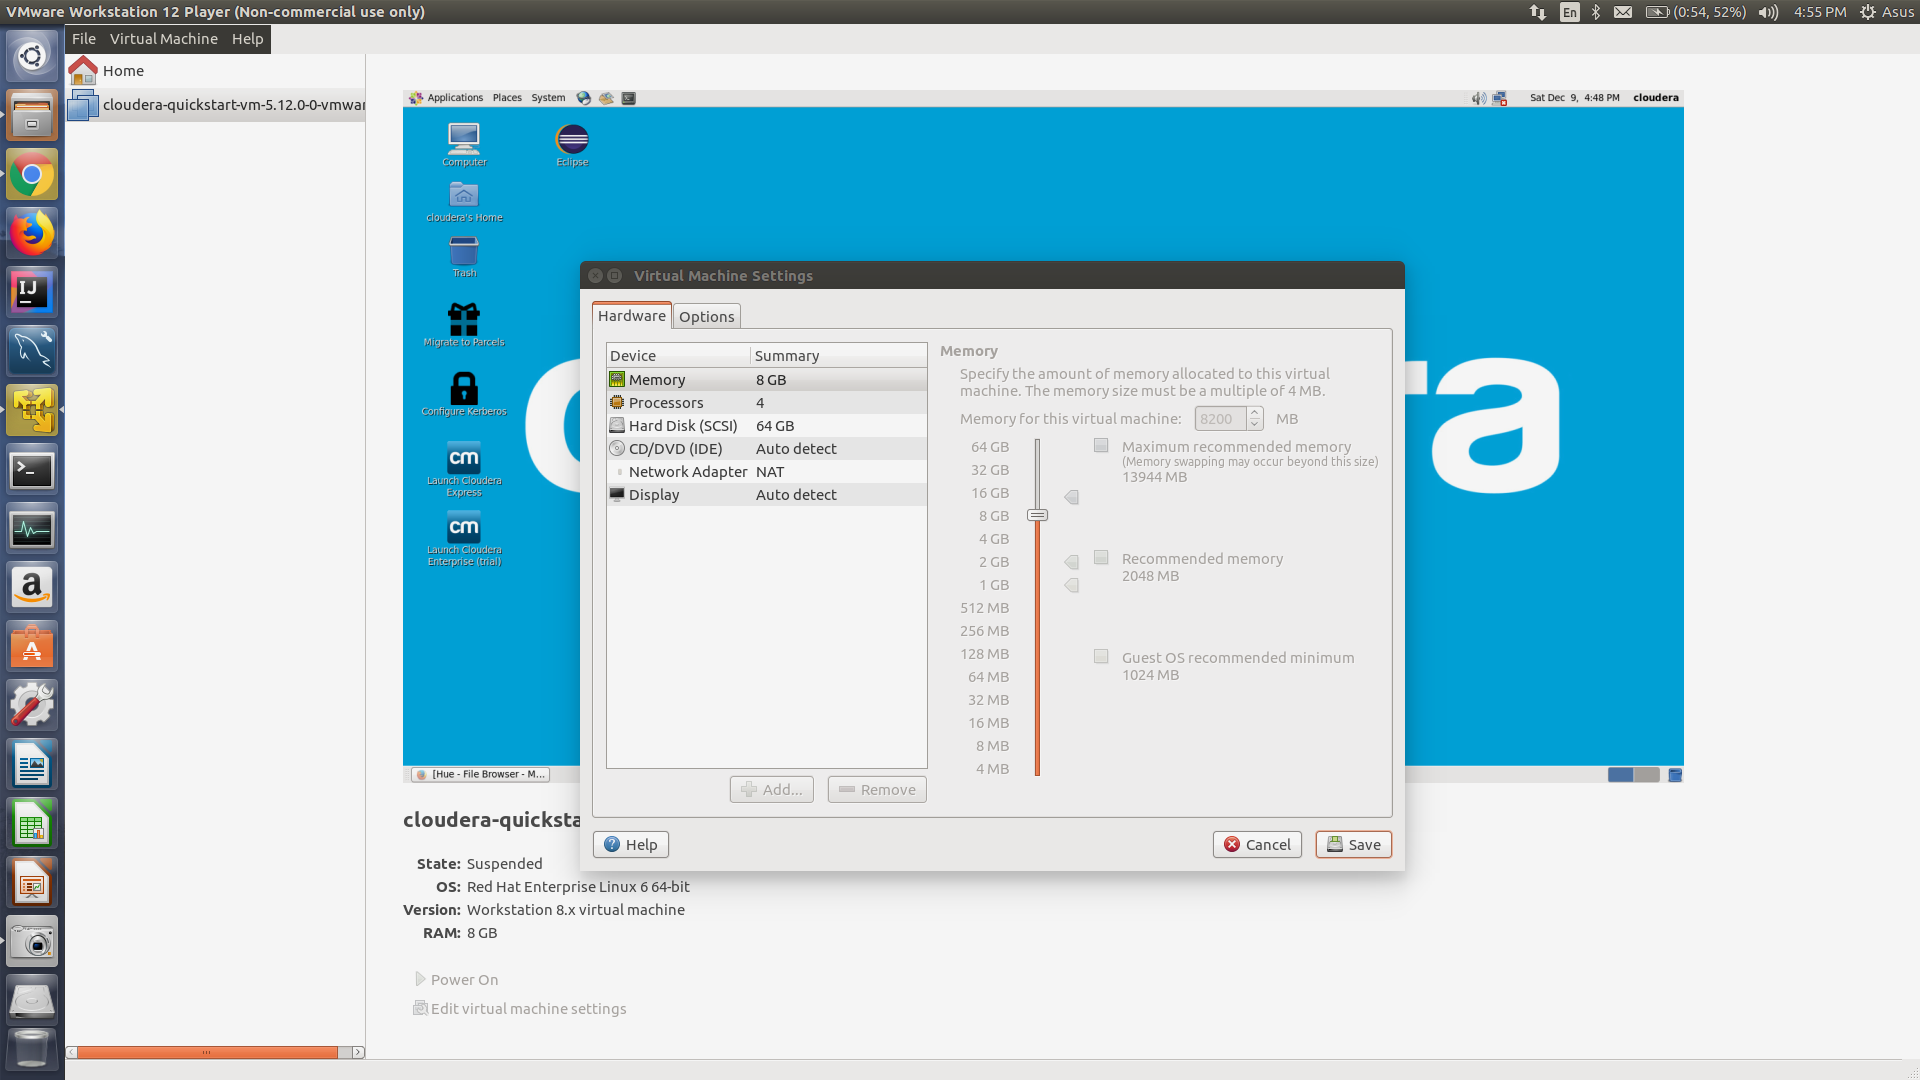 VMware Workstation 12 Player (Non-commercial use only)
En
(0:54, 52%)
4:55 PM
Asus
File Virtual Machine Help
Home
cloudera-quickstart-vm-5.12.0-0-vmwar
Applications Places System
Sat Dec 9, 4:48 PM cloudera
Computer
Eclipse
cloudera's Home
Trash
Migrate to Parcels
Configure Kerberos
cm
Launch Cloudera
Express
cm
Launch Cloudera
Enterprise (trial)
Virtual Machine Settings
Hardware
Options
Device Summary
Memory 8 GB
Processors 4
Hard Disk (SCSI) 64 GB
CD/DVD (IDE) Auto detect
Network Adapter NAT
Display Auto detect
Add...
Remove
Memory
Specify the amount of memory allocated to this virtual
machine. The memory size must be a multiple of 4 MB.
Memory for this virtual machine: 8200 MB
64 GB
32 GB
16 GB
8 GB
4 GB
2 GB
1 GB
512 MB
256 MB
128 MB
64 MB
32 MB
16 MB
8 MB
4 MB
Maximum recommended memory
(Memory swapping may occur beyond this size)
13944 MB
Recommended memory
2048 MB
Guest OS recommended minimum
1024 MB
Help
Cancel
Save
[Hue - File Browser - M...
cloudera-quicksta
State: Suspended
OS: Red Hat Enterprise Linux 6 64-bit
Version: Workstation 8.x virtual machine
RAM: 8 GB
Power On
Edit virtual machine settings
IJ
a